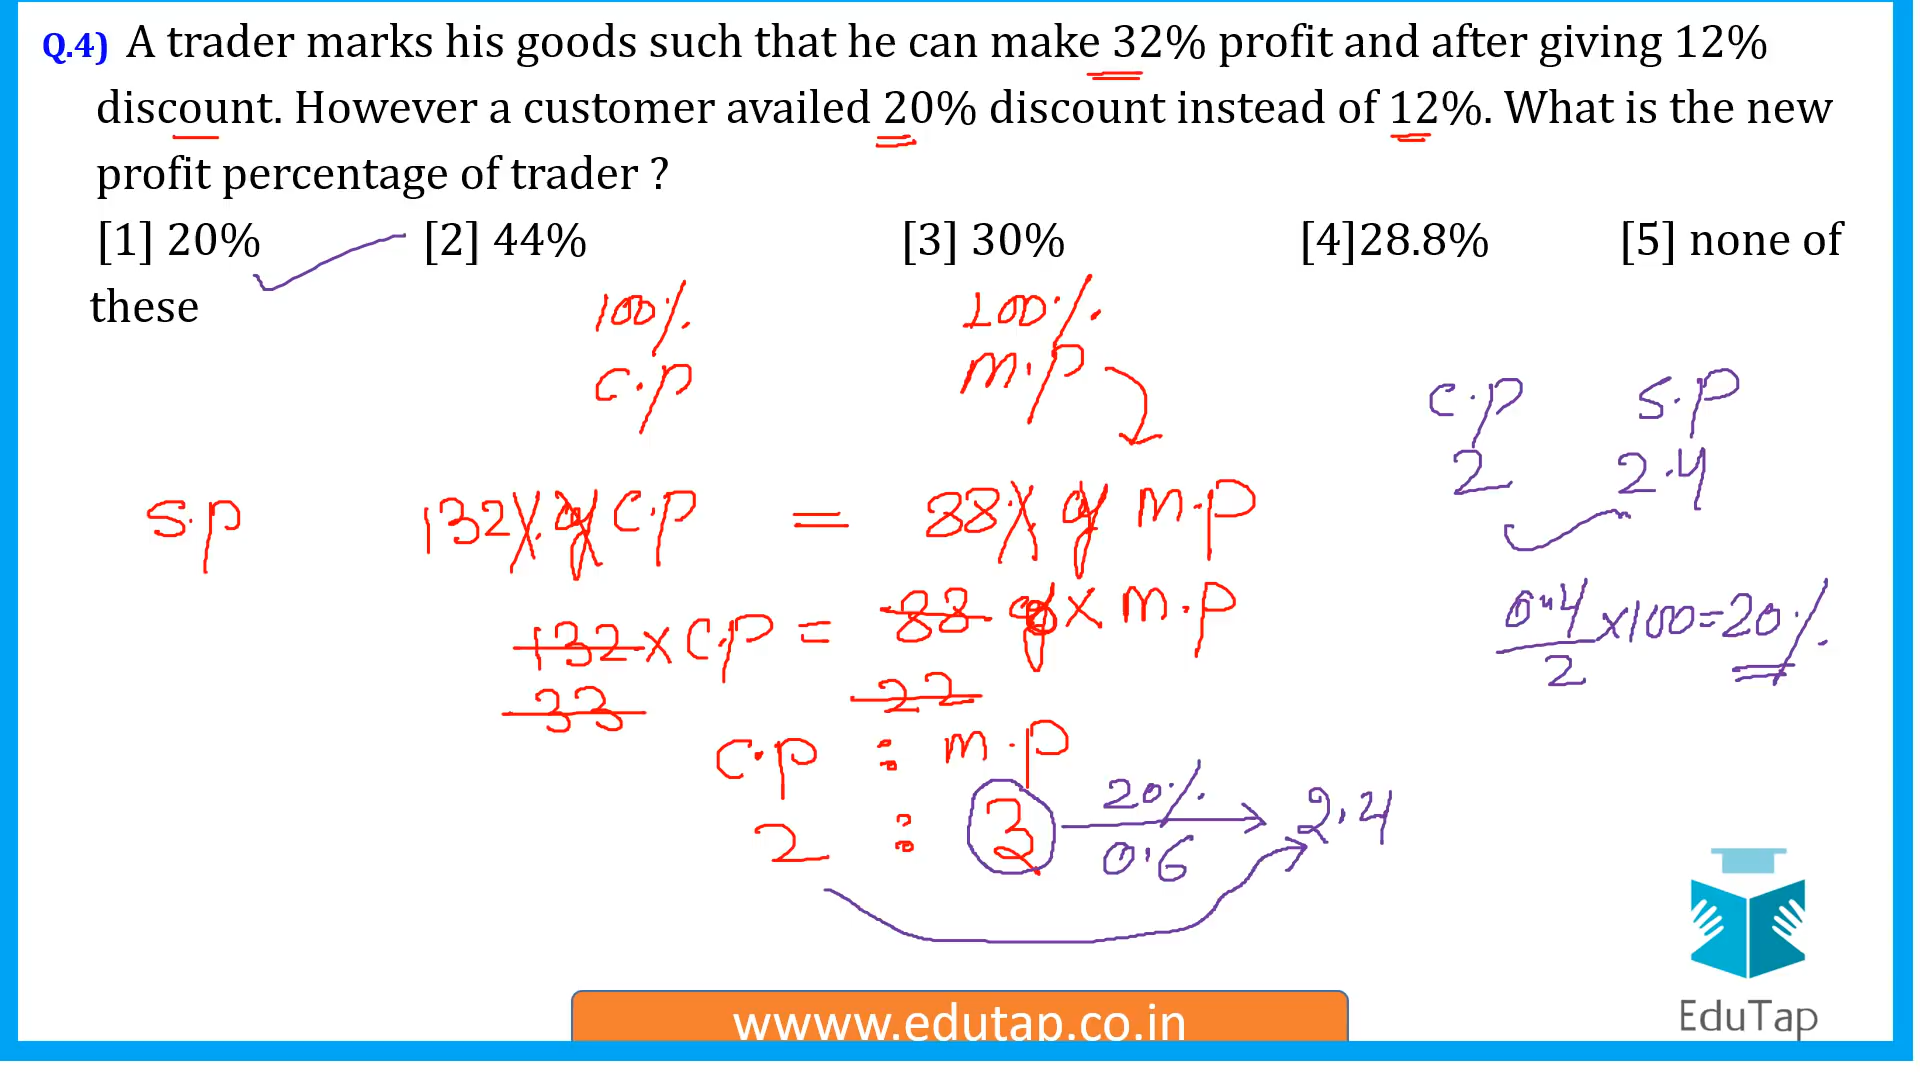 Q.4) A trader marks his goods such that he can make 32% profit and after giving 12%
discount. However a customer availed 20% discount instead of 12%. What is the new
profit percentage of trader ?
[1] 20% [2] 44% [3] 30% [4]28.8% [5] none of
these
100% 100%
C.P M.P
C.P S.P
2 2.4
S.P 132% of C.P = 88% of M.P
132 x C.P = 88 x M.P
0.4/2 x100=20%
33 22
C.P : M.P
2 : 3 20% 0.6 2.4
EduTap
wwww.edutap.co.in